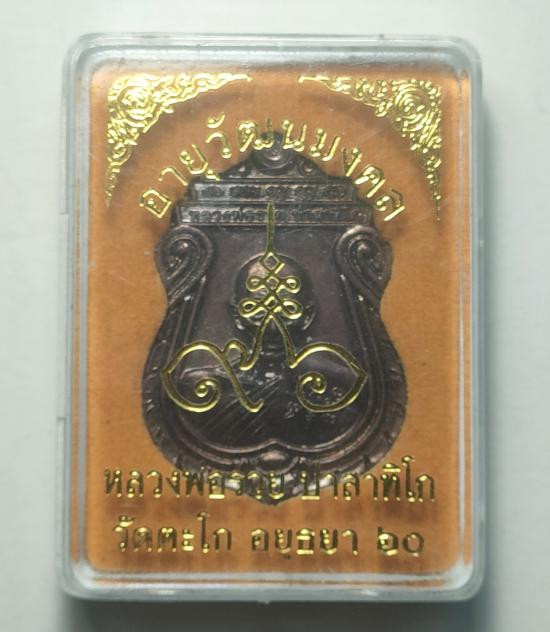 อายุวัฒนมงคล
หลวงพ่อรวย ปาสาทิโก
วัดตะโก อยุธยา ๖๐